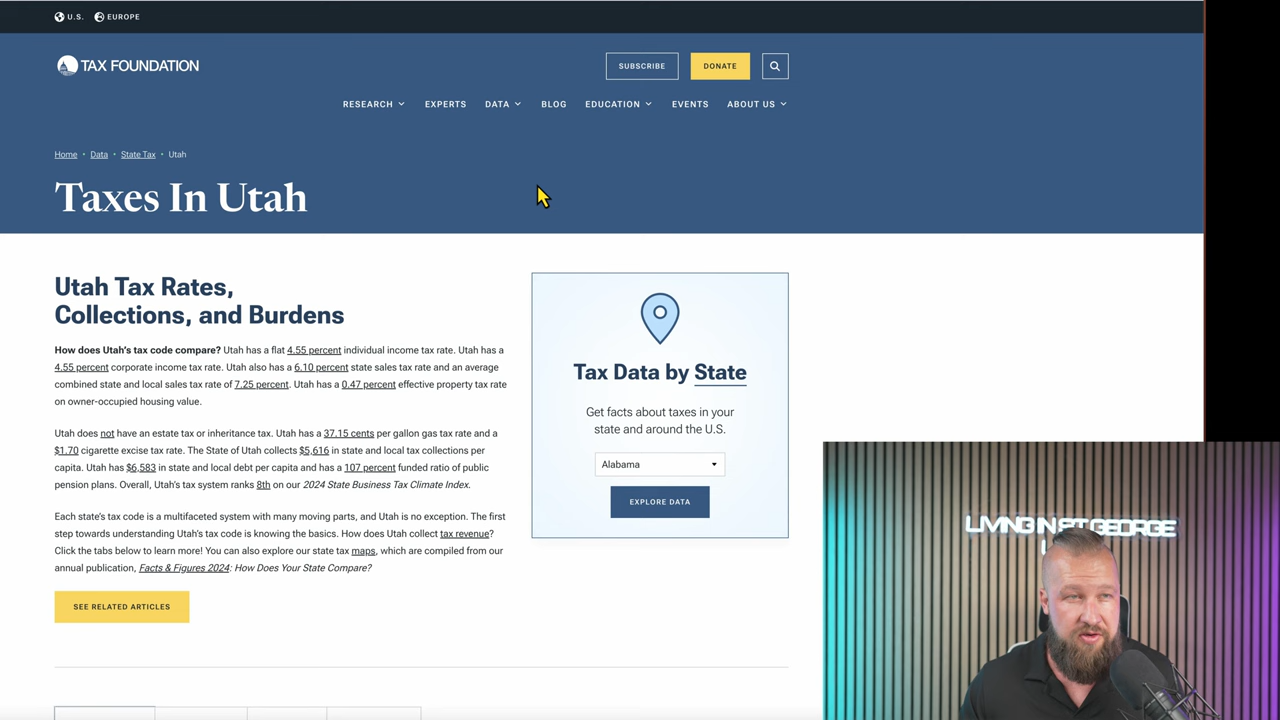 U.S. EUROPE
TAX FOUNDATION
SUBSCRIBE DONATE
RESEARCH EXPERTS DATA BLOG EDUCATION EVENTS ABOUT US
Home • Data • State Tax • Utah
Taxes In Utah
Utah Tax Rates,
Collections, and Burdens
How does Utah's tax code compare? Utah has a flat 4.55 percent individual income tax rate. Utah has a
4.55 percent corporate income tax rate. Utah also has a 6.10 percent state sales tax rate and an average
combined state and local sales tax rate of 7.25 percent. Utah has a 0.47 percent effective property tax rate
on owner-occupied housing value.
Utah does not have an estate tax or inheritance tax. Utah has a 37.15 cents per gallon gas tax rate and a
$1.70 cigarette excise tax rate. The State of Utah collects $5,616 in state and local tax collections per
capita. Utah has $6,583 in state and local debt per capita and has a 107 percent funded ratio of public
pension plans. Overall, Utah's tax system ranks 8th on our 2024 State Business Tax Climate Index.
Each state's tax code is a multifaceted system with many moving parts, and Utah is no exception. The first
step towards understanding Utah's tax code is knowing the basics. How does Utah collect tax revenue?
Click the tabs below to learn more! You can also explore our state tax maps, which are compiled from our
annual publication, Facts & Figures 2024: How Does Your State Compare?
SEE RELATED ARTICLES
Tax Data by State
Get facts about taxes in your
state and around the U.S.
Alabama
EXPLORE DATA
LIVING IN ST GEORGE